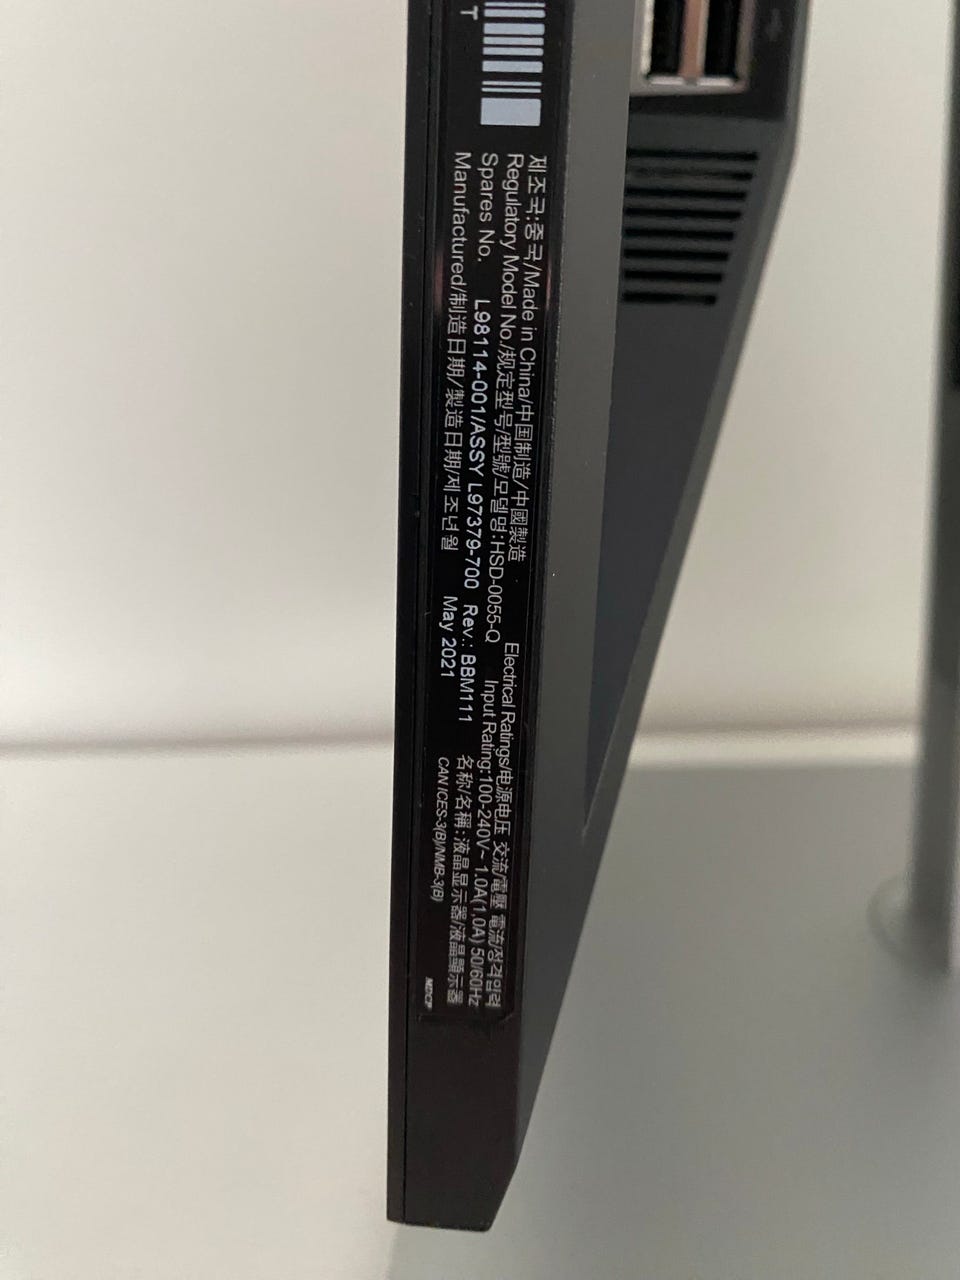 T
제조국:중국/Made in China/中国制造/中國製造
Regulatory Model No./规定型号/型號/모델명:HSD-0055-Q
Spares No. L98114-001/ASSY L97379-700 Rev.: BBM111
Manufactured/制造日期/製造日期/제조년월 May 2021
Electrical Ratings/电源电压 交流/電壓 電流/정격입력
Input Rating:100-240V~ 1.0A(1,0A) 50/60Hz
名称/名稱:液晶显示器/液晶顯示器
CAN ICES-3(B)/NMB-3(B)